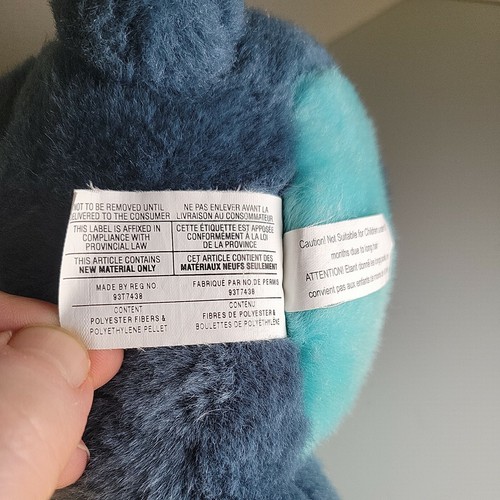 NOT TO BE REMOVED UNTIL
DELIVERED TO THE CONSUMER
THIS LABEL IS AFFIXED IN
COMPLIANCE WITH
PROVINCIAL LAW
THIS ARTICLE CONTAINS
NEW MATERIAL ONLY
MADE BY REG NO.
93T7438
CONTENT
POLYESTER FIBERS &
POLYETHYLENE PELLET
NE PAS ENLEVER AVANT LA
LIVRAISON AU CONSOMMATEUR
CETTE ÉTIQUETTE EST APPOSÉE
CONFORMÉMENT À LA LOI
DE LA PROVINCE
CET ARTICLE CONTIENT DES
MATÉRIAUX NEUFS SEULEMENT
FABRIQUÉ PAR NO.DE PERMIS
93T7438
CONTENU
FIBRES DE POLYESTER &
BOULETTES DE POLYÉTHYLÈNE
Caution! Not Suitable for Children
months due to long hair
ATTENTION! Étant donné les
convient pas aux enfants